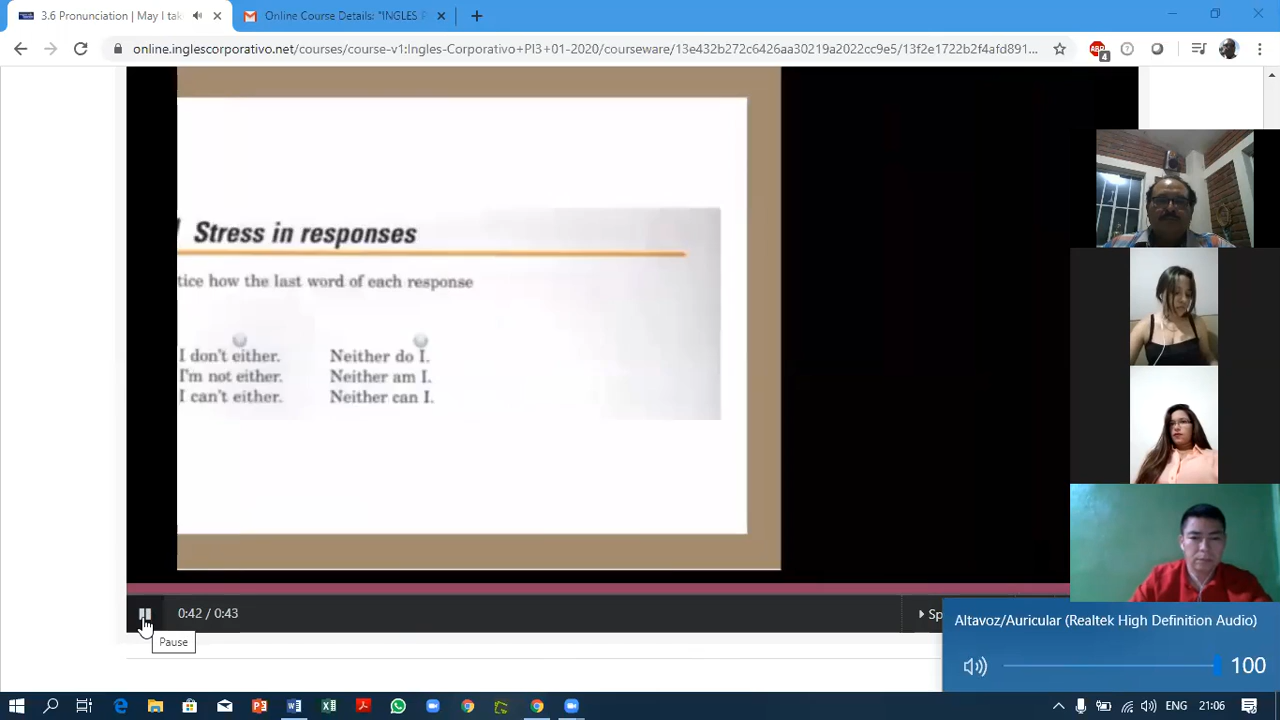 3.6 Pronunciation | May I tak
Online Course Details: "INGLES P
online.inglescorporativo.net/courses/course-v1:Ingles-Corporativo+PI3+01-2020/courseware/13e432b272c6426aa30219a2022cc9e5/13f2e1722b2f4afd891...
ABP
4
Stress in responses
tice how the last word of each response
I don't either. Neither do I.
I'm not either. Neither am I.
I can't either. Neither can I.
0:42 / 0:43
Sp
Pause
Altavoz/Auricular (Realtek High Definition Audio)
100
ENG
21:06